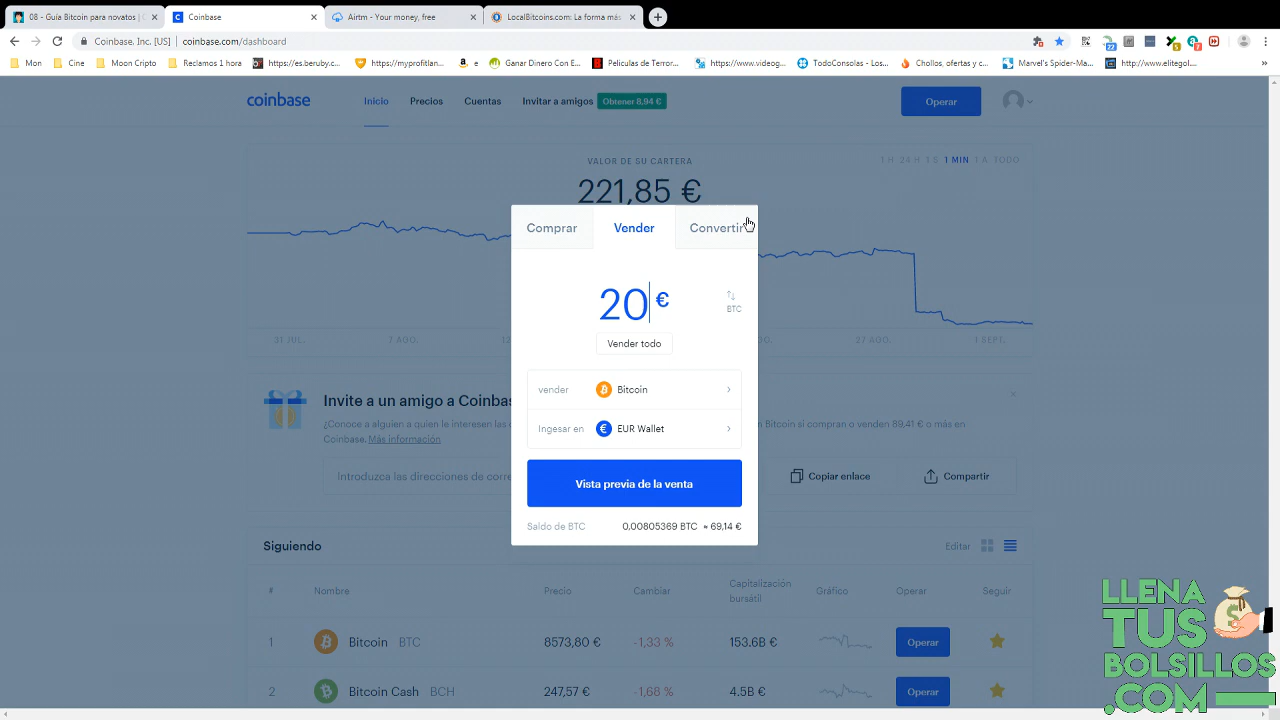 08 - Guía Bitcoin para novatos |
Coinbase
Airtm - Your money, free
LocalBitcoins.com: La forma más
Coinbase, Inc. [US] | coinbase.com/dashboard
22
5
7
Mon
Cine
Moon Cripto
Reclamos 1 hora
https://es.beruby.c...
https://myprofitlan...
e
Ganar Dinero Con E...
Peliculas de Terror...
https://www.videog...
TodoConsolas - Los...
Chollos, ofertas y c...
Marvel's Spider-Ma...
http://www.elitegol...
»
coinbase
Inicio
Precios
Cuentas
Invitar a amigos
Obtener 8,94 €
Operar
VALOR DE SU CARTERA
1 H 24 H 1 S 1 MIN 1 A TODO
221,85 €
Comprar
Vender
Convertir
20 €
BTC
Vender todo
31 JUL.
7 AGO.
27 AGO.
1 SEPT.
vender
Bitcoin
Ingesar en
EUR Wallet
Vista previa de la venta
Saldo de BTC
0,00805369 BTC ≈ 69,14 €
Invite a un amigo a Coinbas
¿Conoce a alguien a quien le interesen las
n Bitcoin si compran o venden 89,41 € o más en
Coinbase. Más información
Introduzca las direcciones de corre
Copiar enlace
Compartir
Siguiendo
Editar
#
Nombre
Precio
Cambiar
Capitalización
bursátil
Gráfico
Operar
Seguir
1
Bitcoin BTC
8573,80 €
-1,33 %
153.6B €
Operar
2
Bitcoin Cash BCH
247,57 €
-1,68 %
4.5B €
Operar
LLENA
TUS
BOLSILLOS
.COM